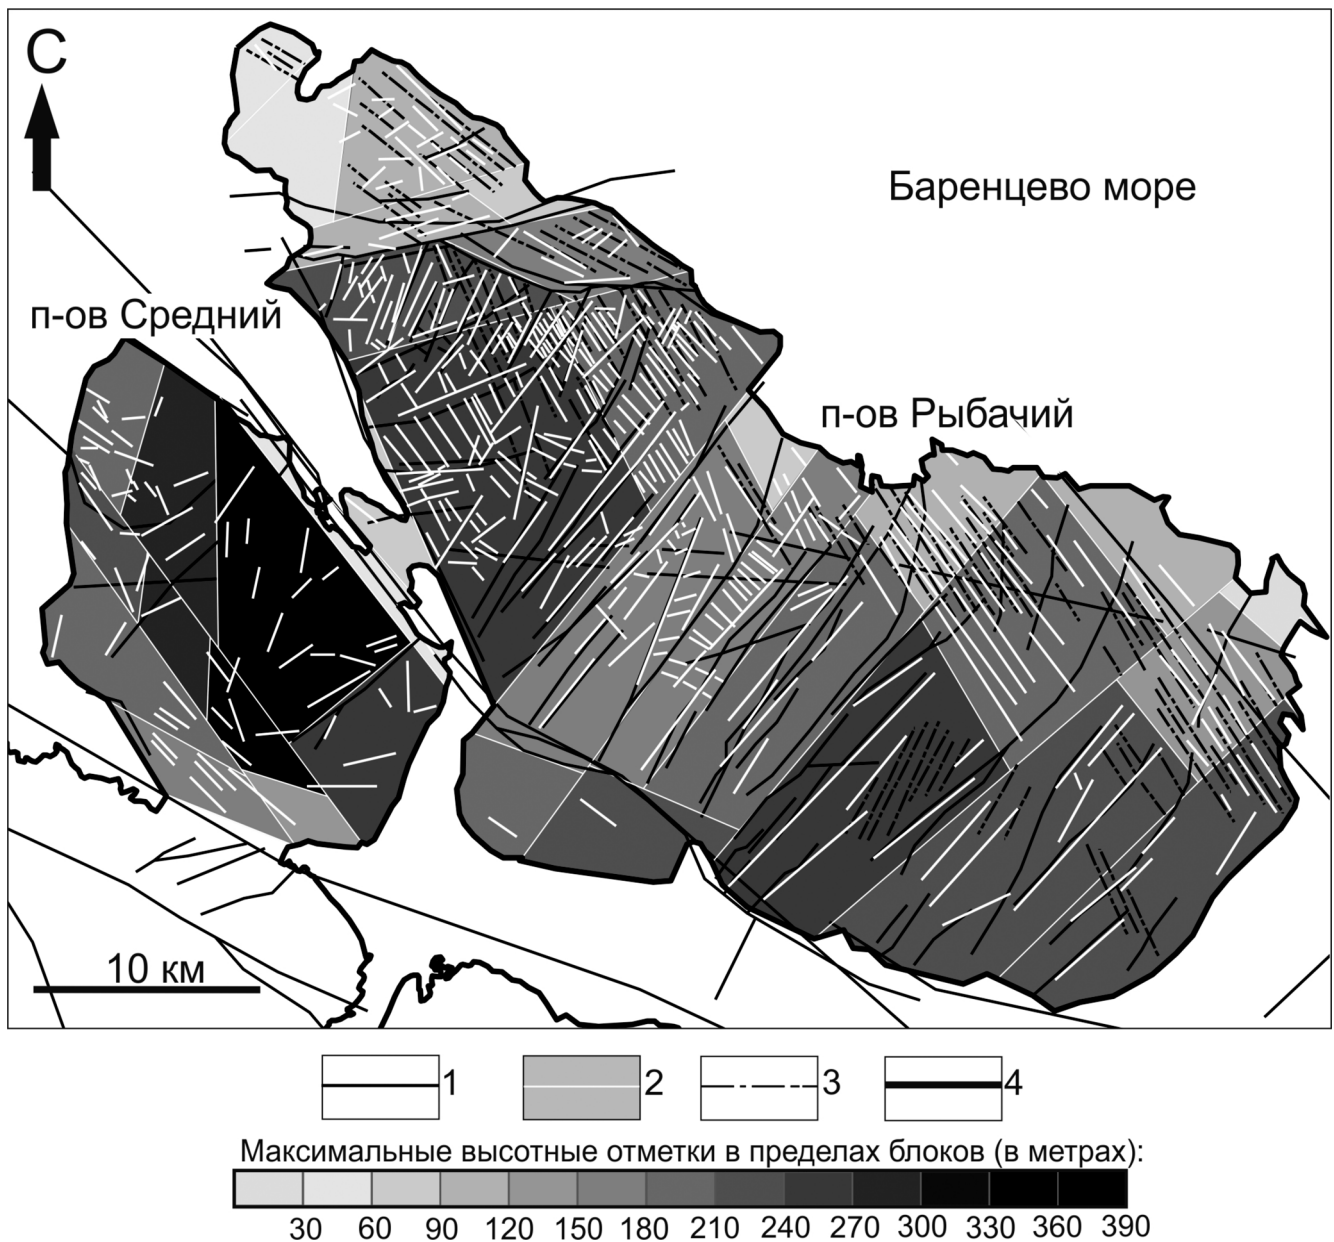 С
Баренцево море
п-ов Средний
п-ов Рыбачий
10 км
1
2
3
4
Максимальные высотные отметки в пределах блоков (в метрах):
30 60 90 120 150 180 210 240 270 300 330 360 390